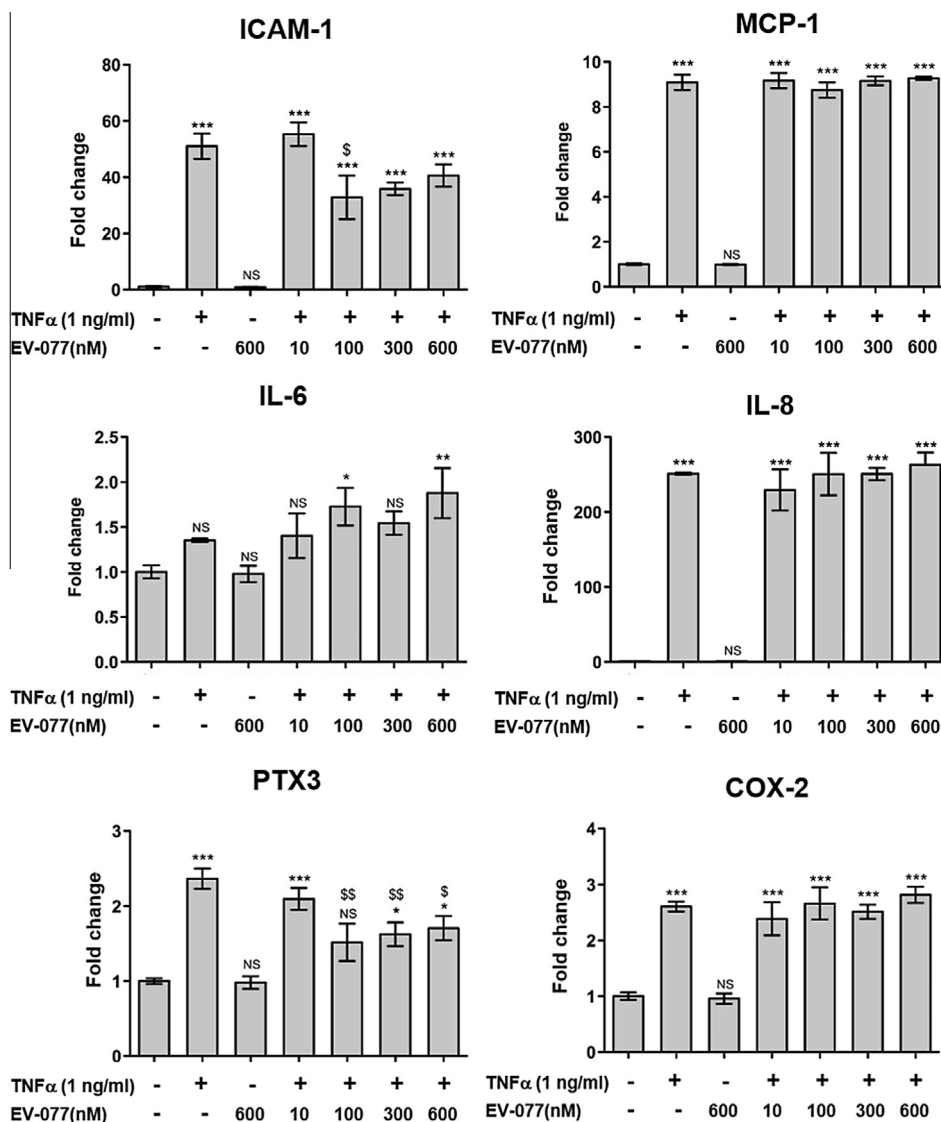 ICAM-1
Fold change
80
60
40
20
0
***
NS
***
$
***
***
***
TNFα (1 ng/ml) - + - + + + +
EV-077(nM) - - 600 10 100 300 600
MCP-1
Fold change
10
8
6
4
2
0
***
NS
***
***
***
***
TNFα (1 ng/ml) - + - + + + +
EV-077(nM) - - 600 10 100 300 600
IL-6
Fold change
2.5
2.0
1.5
1.0
0.5
0.0
NS
NS
NS
*
NS
**
TNFα (1 ng/ml) - + - + + + +
EV-077(nM) - - 600 10 100 300 600
IL-8
Fold change
300
200
100
0
***
NS
***
***
***
***
TNFα (1 ng/ml) - + - + + + +
EV-077(nM) - - 600 10 100 300 600
PTX3
Fold change
3
2
1
0
***
NS
***
$$
NS
$$
*
$
*
TNFα (1 ng/ml) - + - + + + +
EV-077(nM) - - 600 10 100 300 600
COX-2
Fold change
4
3
2
1
0
***
NS
***
***
***
***
TNFα (1 ng/ml) - + - + + + +
EV-077(nM) - - 600 10 100 300 600